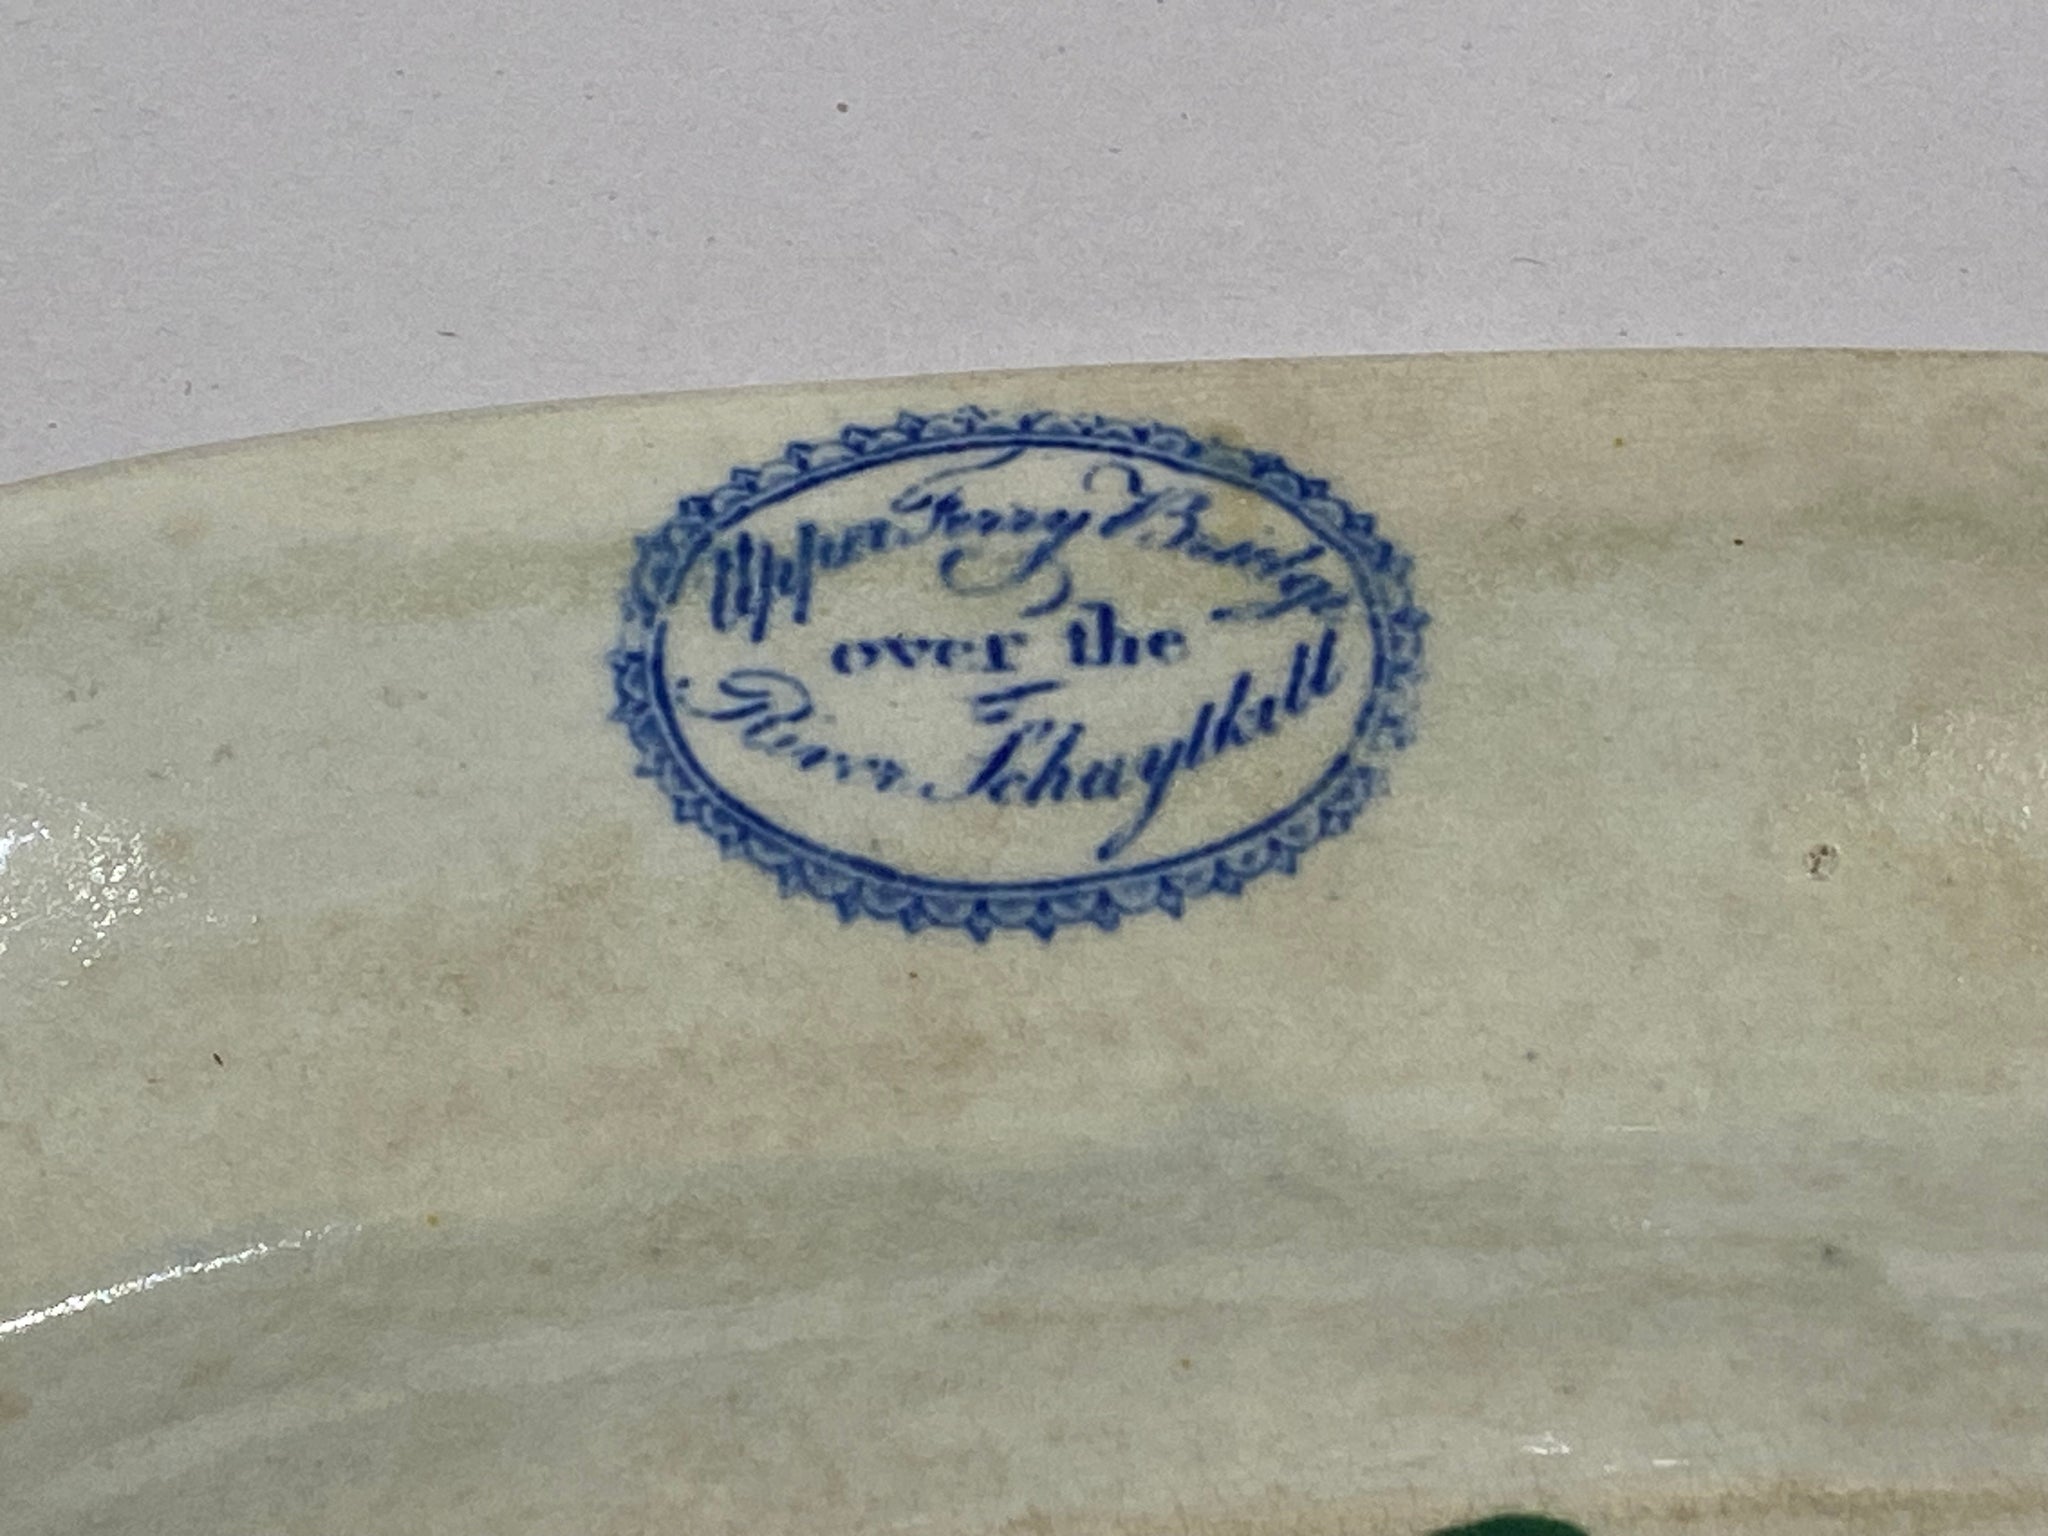 Upper Ferry Bridge
over the
River Schuylkill